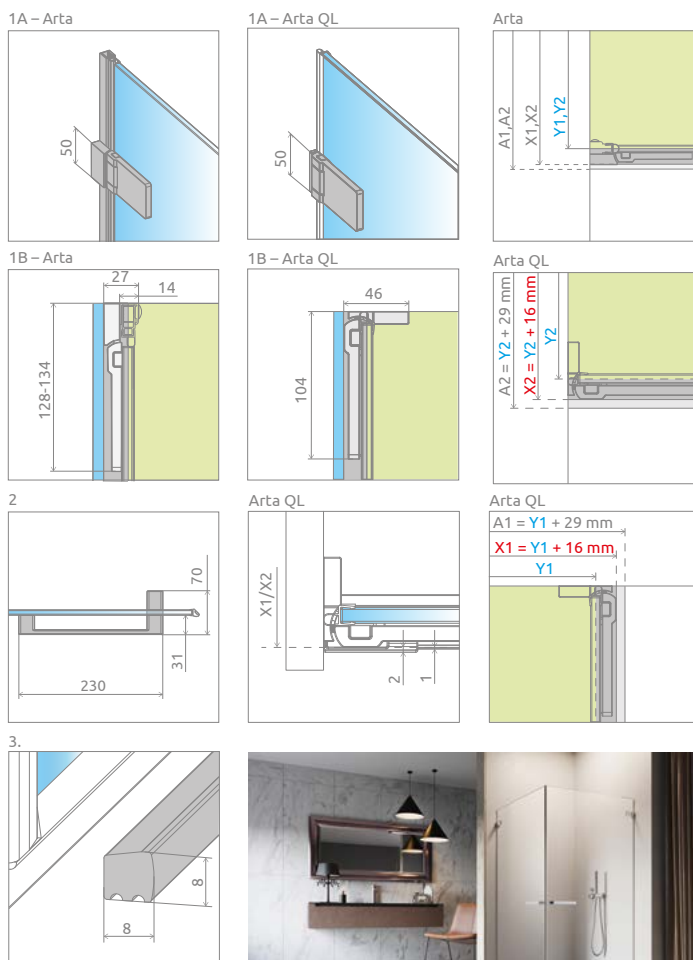 1A – Arta
50
1A – Arta QL
50
Arta
A1,A2
X1,X2
Y1,Y2
1B – Arta
27
14
128-134
1B – Arta QL
46
104
Arta QL
A2 = Y2 + 29 mm
X2 = Y2 + 16 mm
Y2
2
70
31
230
Arta QL
X1/X2
2
1
Arta QL
A1 = Y1 + 29 mm
X1 = Y1 + 16 mm
Y1
3.
8
8